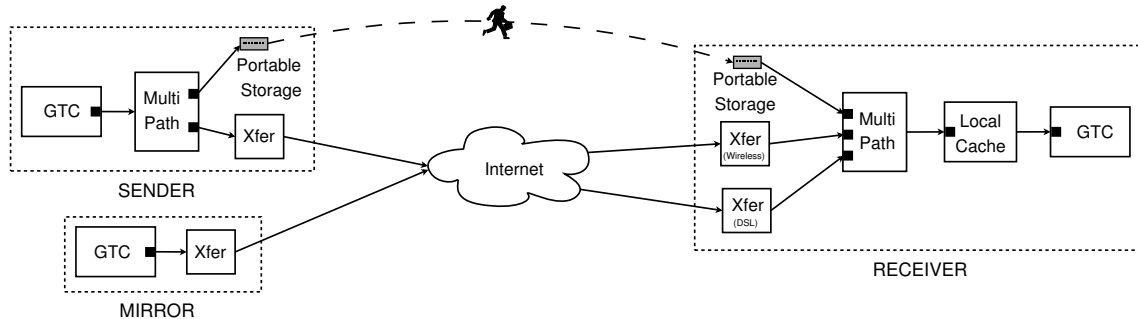 GTC
Multi
Path
Portable
Storage
Xfer
SENDER
GTC
Xfer
MIRROR
Internet
Portable
Storage
Xfer
(Wireless)
Xfer
(DSL)
Multi
Path
Local
Cache
GTC
RECEIVER